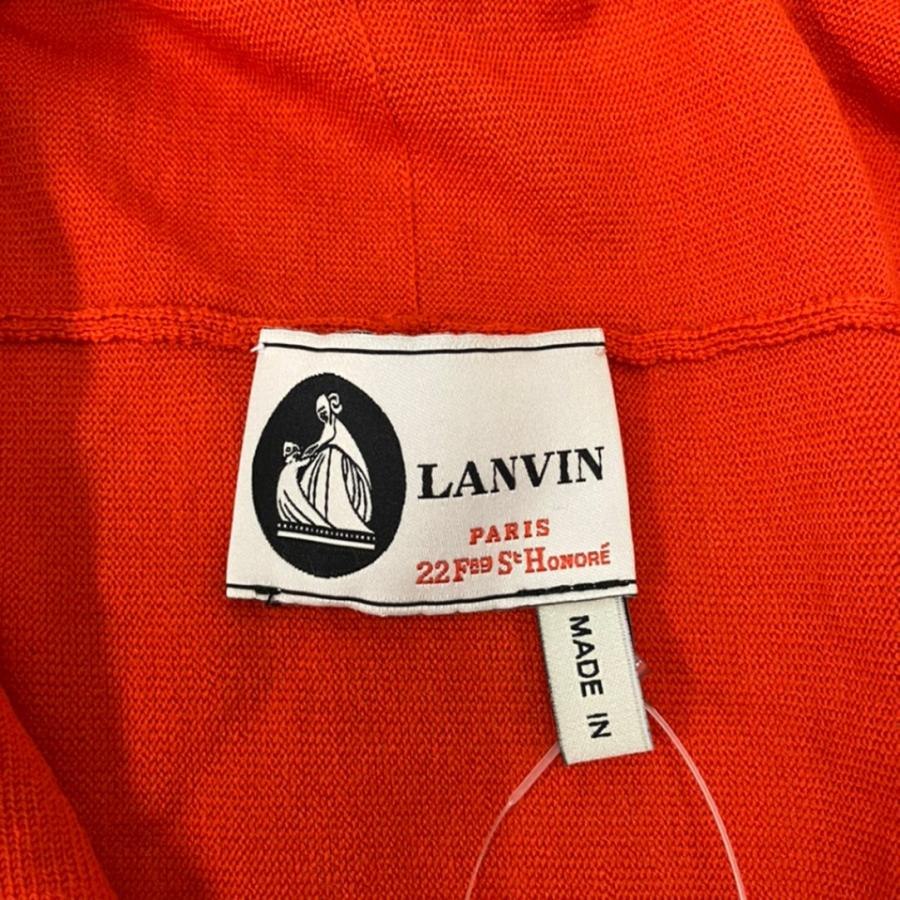 LANVIN
PARIS
22 Fbg St Honoré
MADE IN